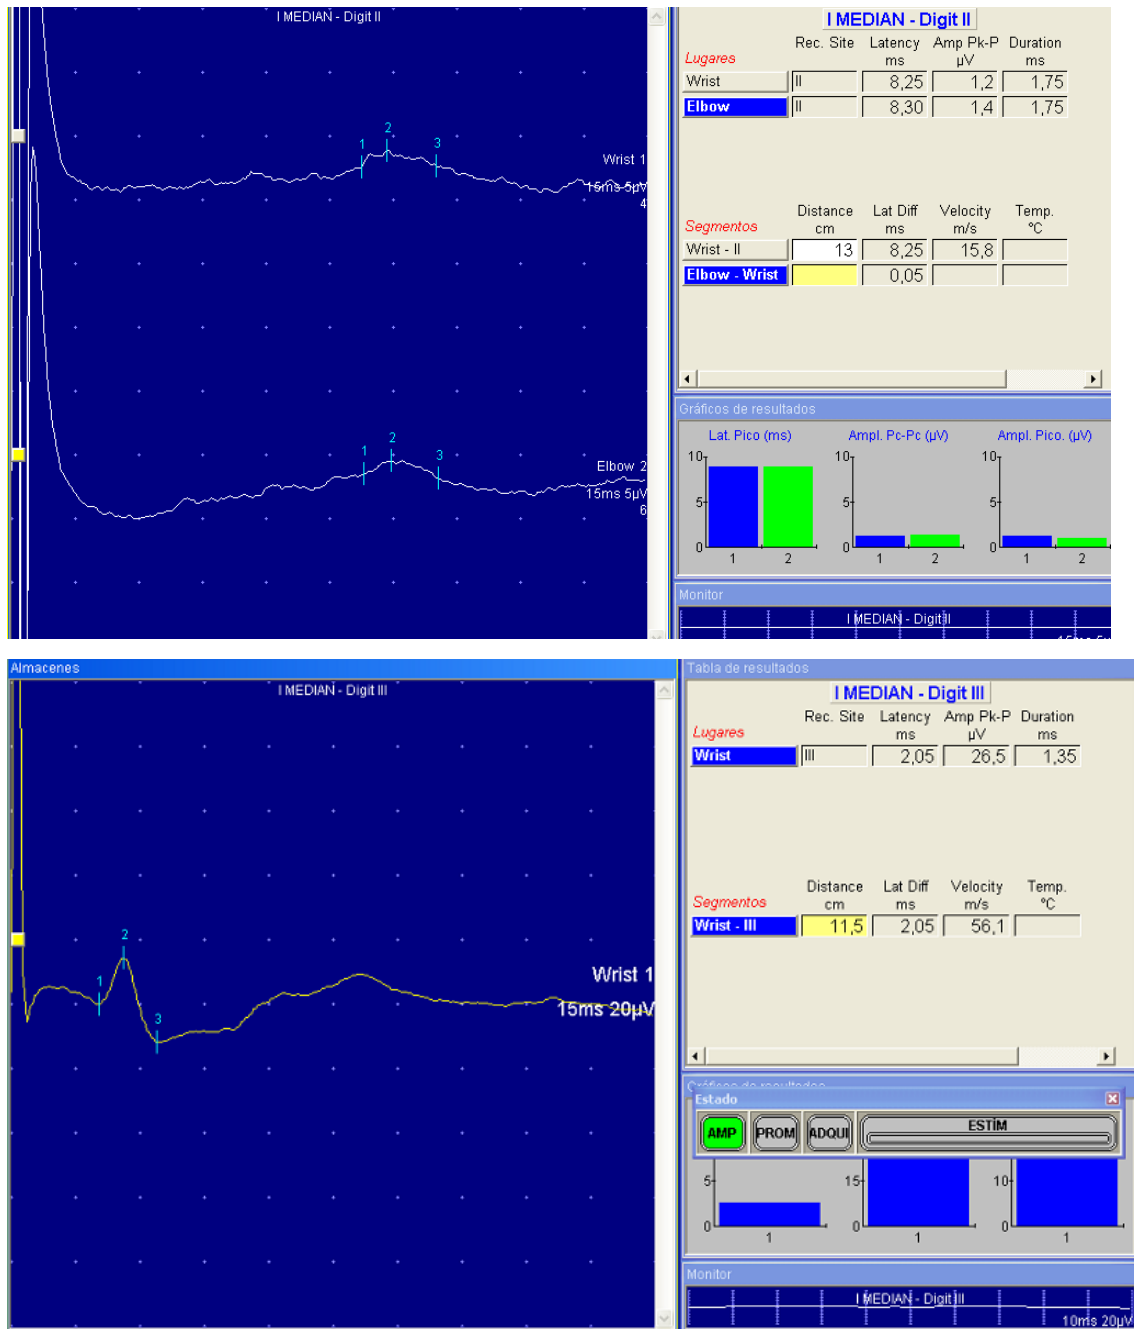 I MEDIAN - Digit II
1 2 3
Wrist 1
15ms 5µV
4
1 2 3
Elbow 2
15ms 5µV
6
I MEDIAN - Digit II
Rec. Site Latency Amp Pk-P Duration
Lugares ms µV ms
Wrist II 8,25 1,2 1,75
Elbow II 8,30 1,4 1,75
Distance Lat Diff Velocity Temp.
Segmentos cm ms m/s °C
Wrist - II 13 8,25 15,8
Elbow - Wrist 0,05
Gráficos de resultados
Lat. Pico (ms) Ampl. Pc-Pc (µV) Ampl. Pico. (µV)
10 10 10
5 5 5
0 0 0
1 2 1 2 1 2
Monitor
I MEDIAN - Digit II
Almacenes
I MEDIAN - Digit III
1 2 3
Wrist 1
15ms 20µV
Tabla de resultados
I MEDIAN - Digit III
Rec. Site Latency Amp Pk-P Duration
Lugares ms µV ms
Wrist III 2,05 26,5 1,35
Distance Lat Diff Velocity Temp.
Segmentos cm ms m/s °C
Wrist - III 11,5 2,05 56,1
Gráficos de resultados
Estado
AMP PROM ADQUI ESTÍM
5 15 10
0 0 0
1 1 1
Monitor
I MEDIAN - Digit III
10ms 20µV